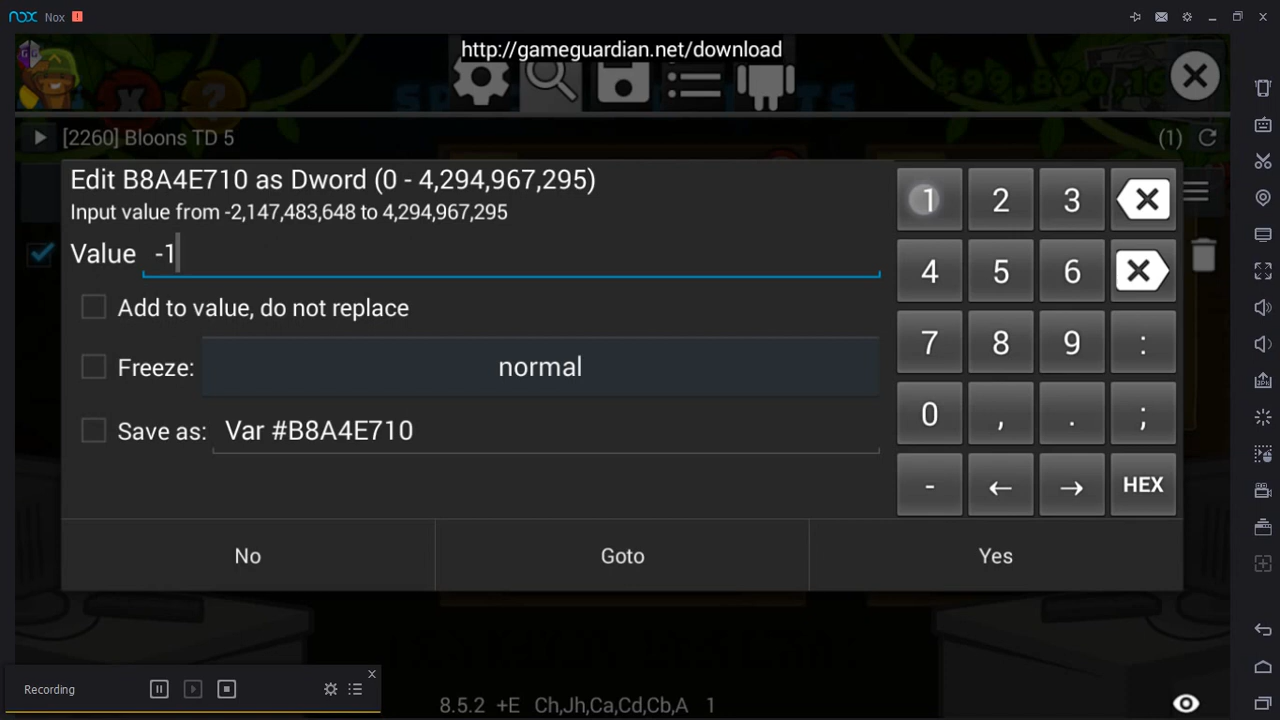 nox Nox !
http://gameguardian.net/download
[2260] Bloons TD 5 (1)
Edit B8A4E710 as Dword (0 - 4,294,967,295)
Input value from -2,147,483,648 to 4,294,967,295
Value -1
Add to value, do not replace
Freeze: normal
Save as: Var #B8A4E710
1 2 3
4 5 6
7 8 9 :
0 , . ;
- ← → HEX
No Goto Yes
Recording
8.5.2 +E Ch,Jh,Ca,Cd,Cb,A 1